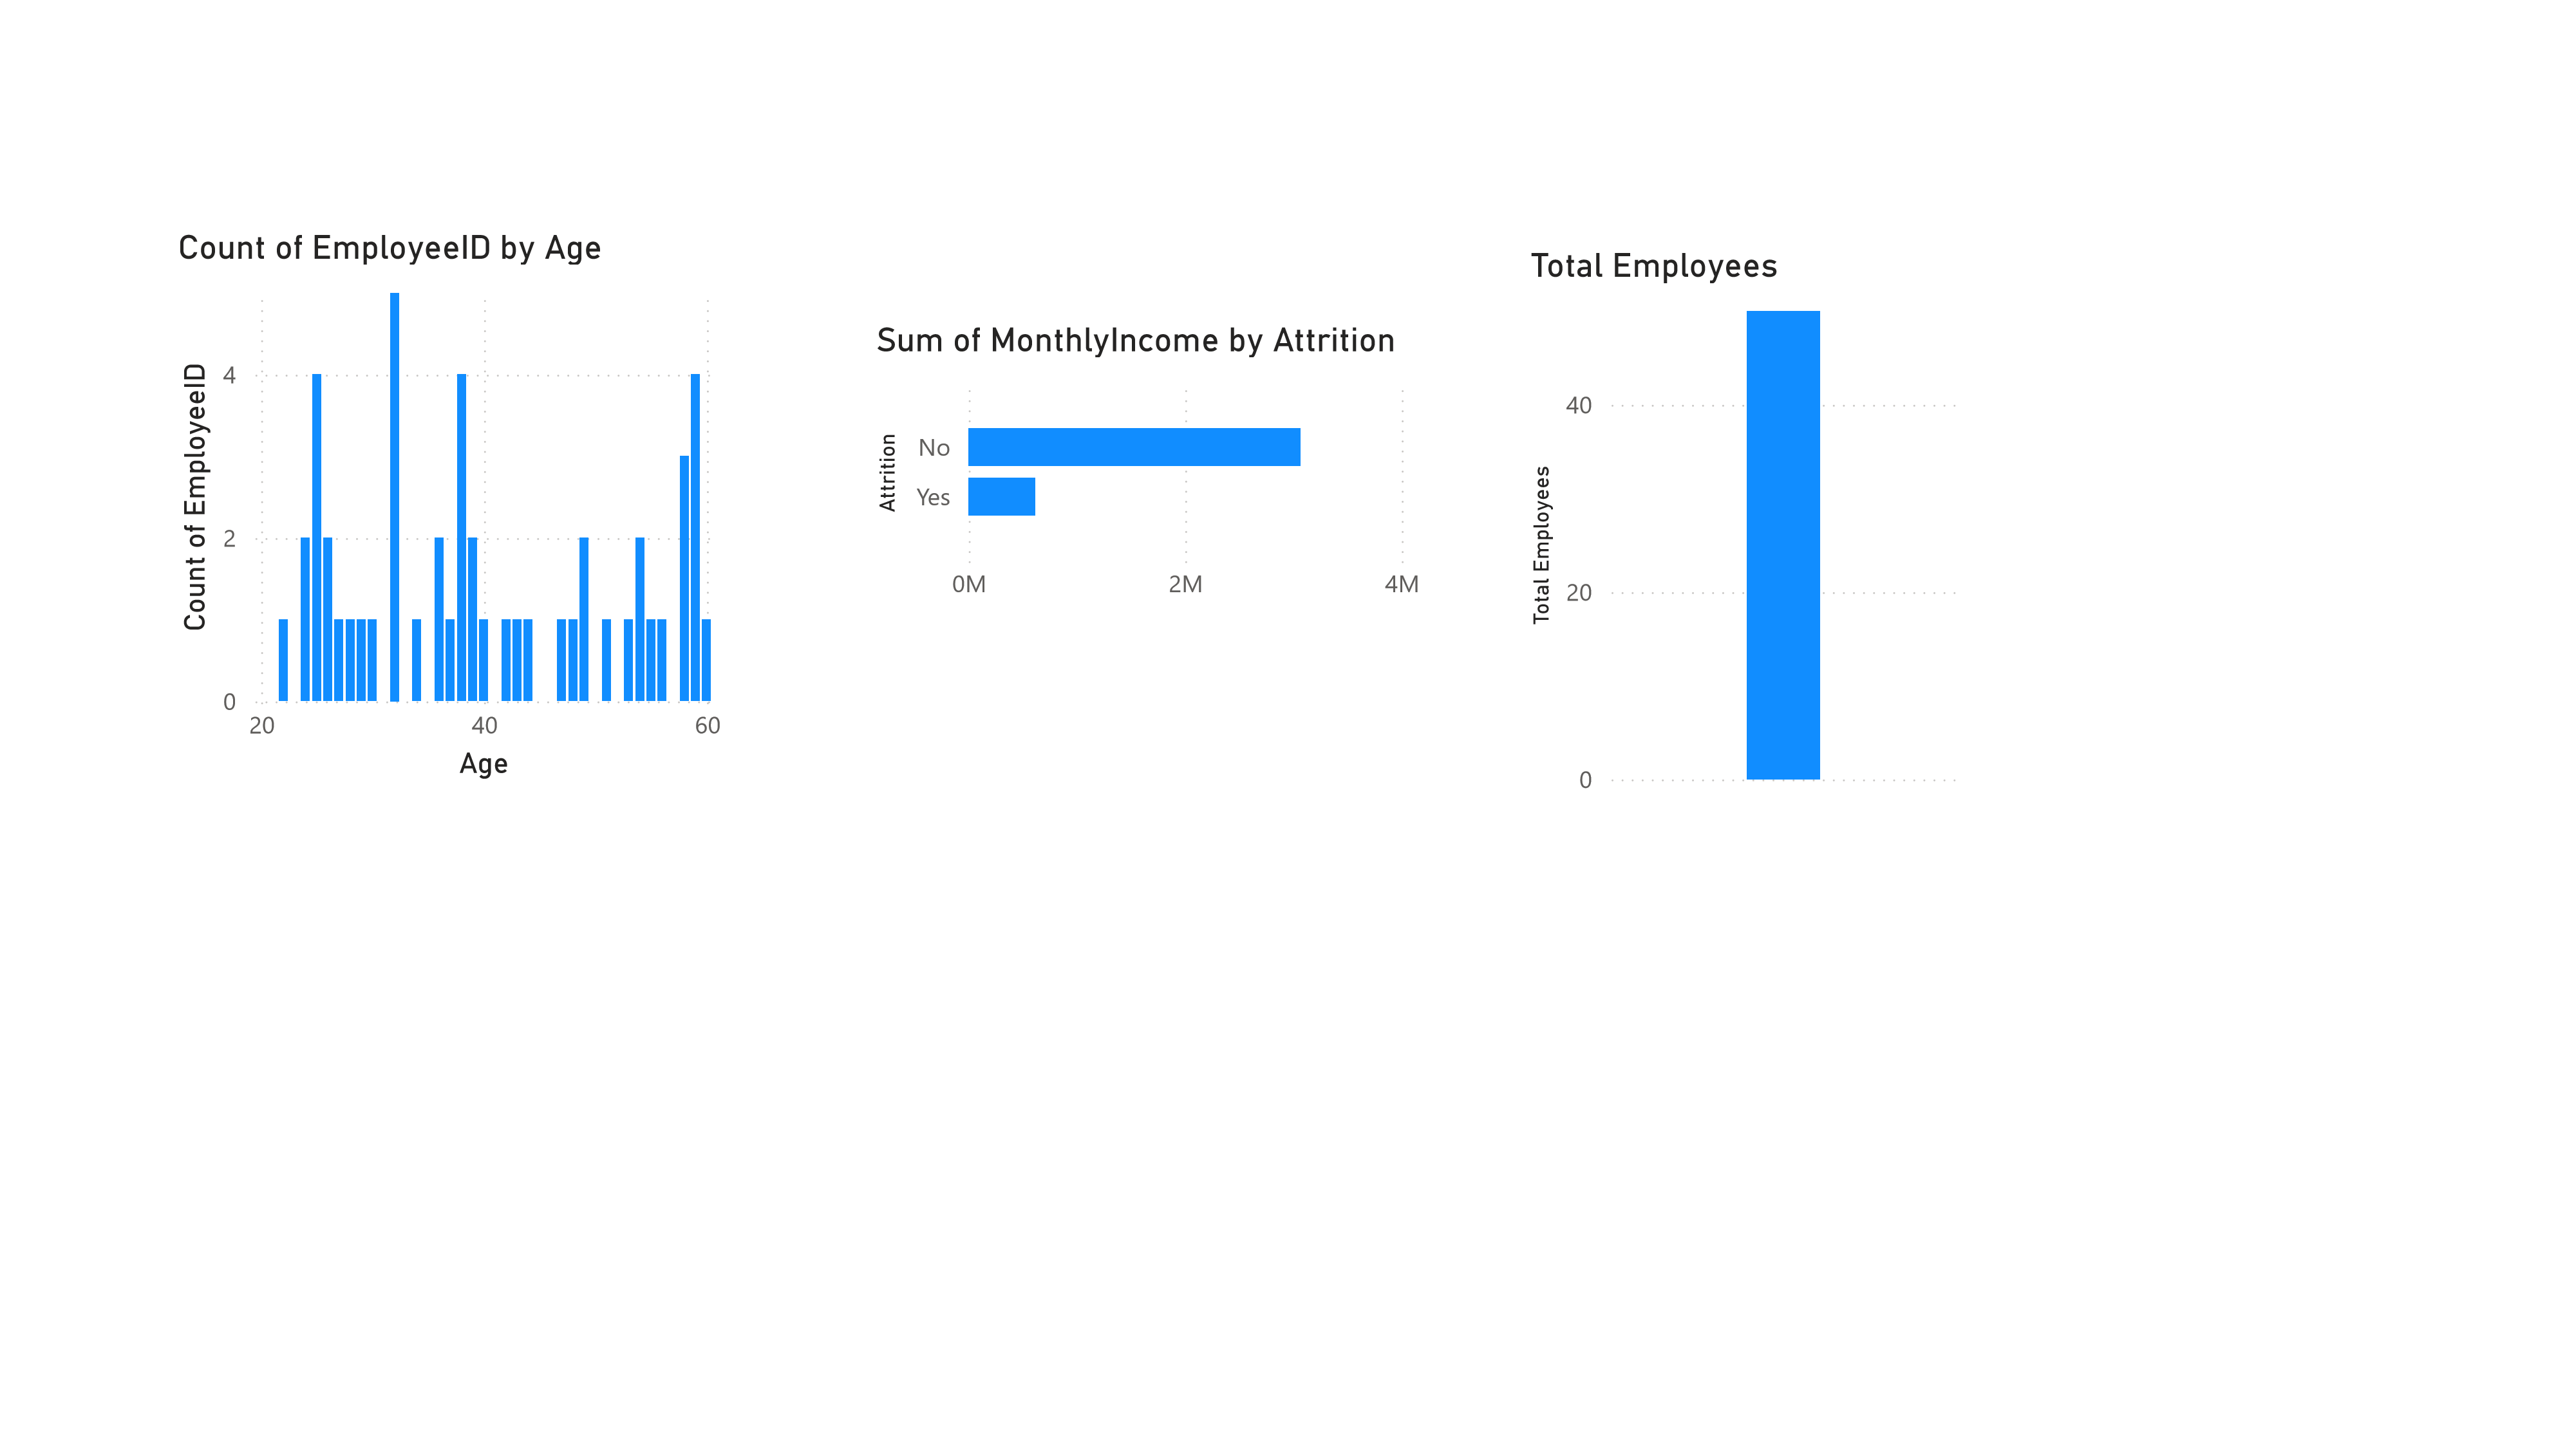 Count of EmployeeID by Age
Count of EmployeeID
4
2
0
20 40 60
Age
Sum of MonthlyIncome by Attrition
Attrition
No
Yes
0M 2M 4M
Total Employees
Total Employees
40
20
0